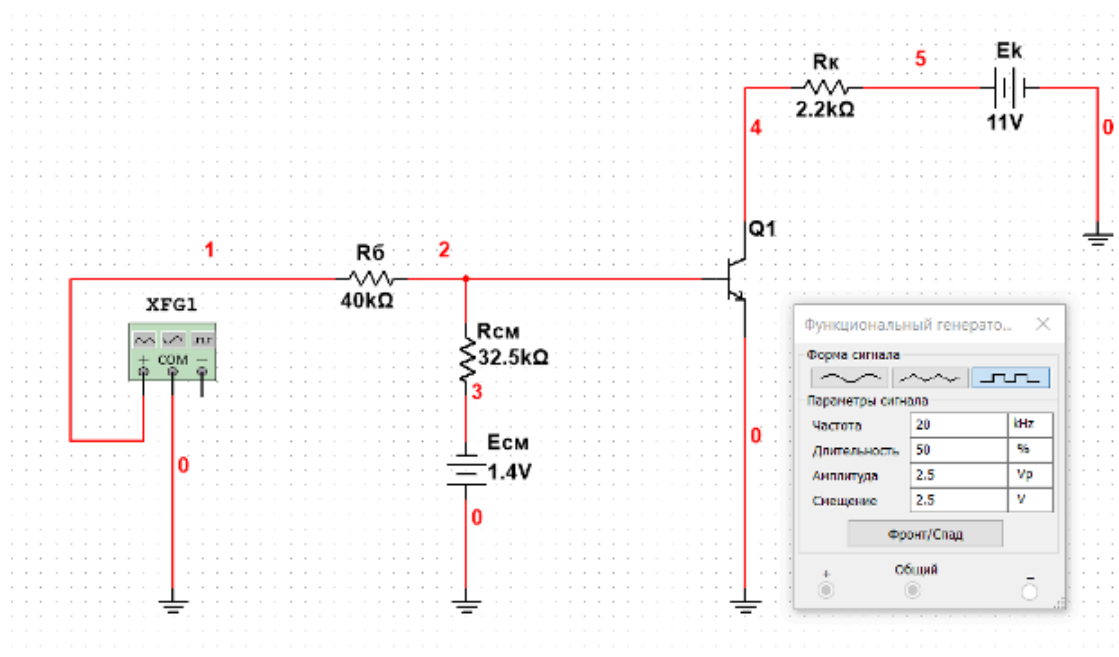 Ek
Rк
5
2.2kΩ
11V
4
0
Q1
1
Rб
2
40kΩ
XFG1
+ COM −
Rсм
32.5kΩ
3
Eсм
1.4V
0
0
0
Функциональный генерато...
Форма сигнала
Параметры сигнала
Частота 20 kHz
Длительность 50 %
Амплитуда 2.5 Vp
Смещение 2.5 V
Фронт/Спад
+ Общий −